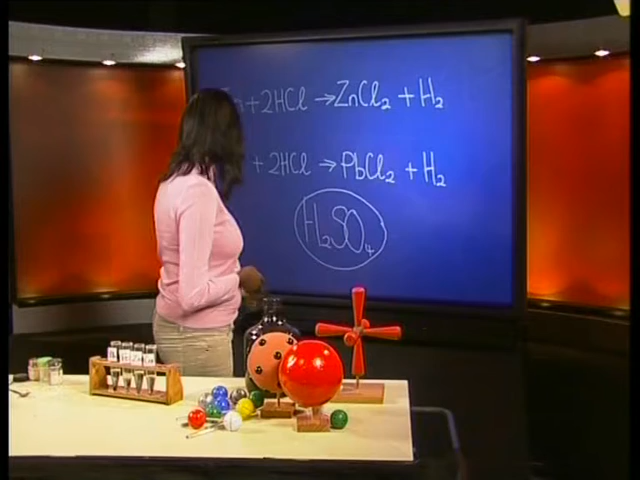 + 2HCl → ZnCl₂ + H₂
+ 2HCl → PbCl₂ + H₂
H₂SO₄